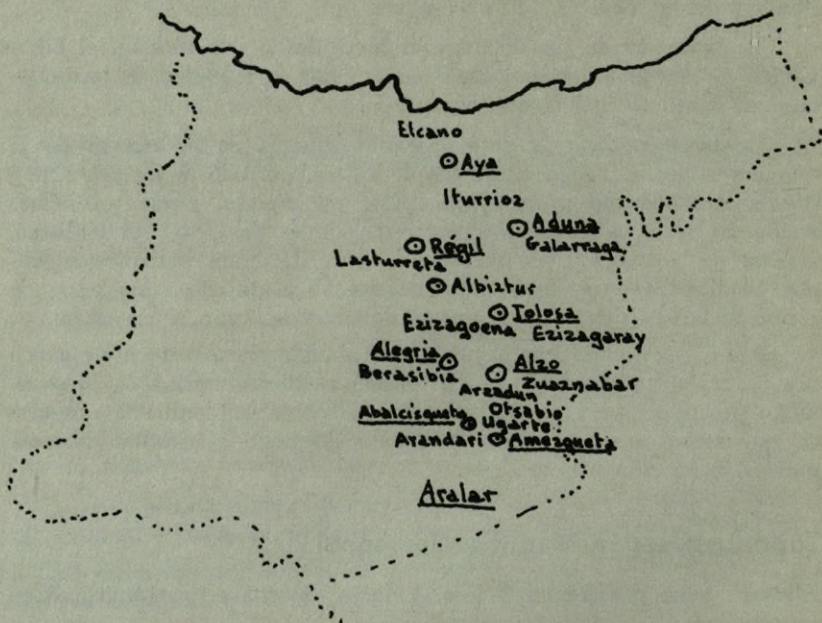 Elcano
Aya
Iturrioz
Aduna
Galarraga
Régil
Lasturreta
Albiztur
Tolosa
Ezizagoena Ezizagaray
Alegria
Berasibia
Alzo
Zuaznabar
Arzadun
Otsabio
Abalcisqueta
Ugarte
Arandari Amezqueta
Aralar